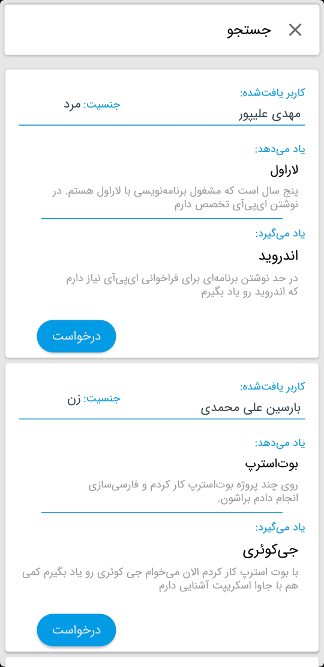 جستجو
کاربر یافت‌شده:
جنسیت: مرد
مهدی علیپور
یاد می‌دهد:
لاراول
پنج سال است که مشغول برنامه‌نویسی با لاراول هستم. در
نوشتن ای‌پی‌آی تخصص دارم
یاد می‌گیرد:
اندروید
در حد نوشتن برنامه‌ای برای فراخوانی ای‌پی‌آی نیاز دارم
که اندروید رو یاد بگیرم
درخواست
کاربر یافت‌شده:
جنسیت: زن
بارسین علی محمدی
یاد می‌دهد:
بوت‌استرپ
روی چند پروژه بوت‌استرپ کار کردم و فارسی‌سازی
انجام دادم براشون.
یاد می‌گیرد:
جی‌کوئری
با بوت استرپ کار کردم الان می‌خوام جی کوئری رو یاد بگیرم کمی
هم با جاوا اسکریپت آشنایی دارم
درخواست